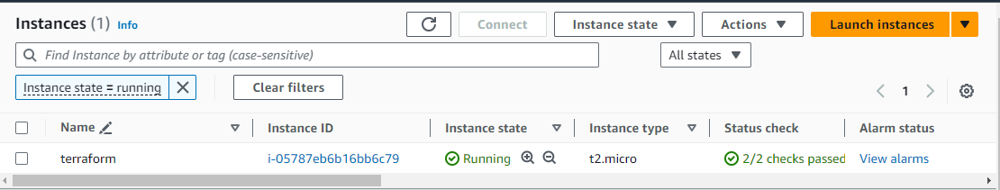 Instances (1) Info Connect Instance state Actions Launch instances
Find Instance by attribute or tag (case-sensitive) All states
Instance state = running Clear filters 1
Name Instance ID Instance state Instance type Status check Alarm status
terraform i-05787eb6b16bb6c79 Running t2.micro 2/2 checks passed View alarms